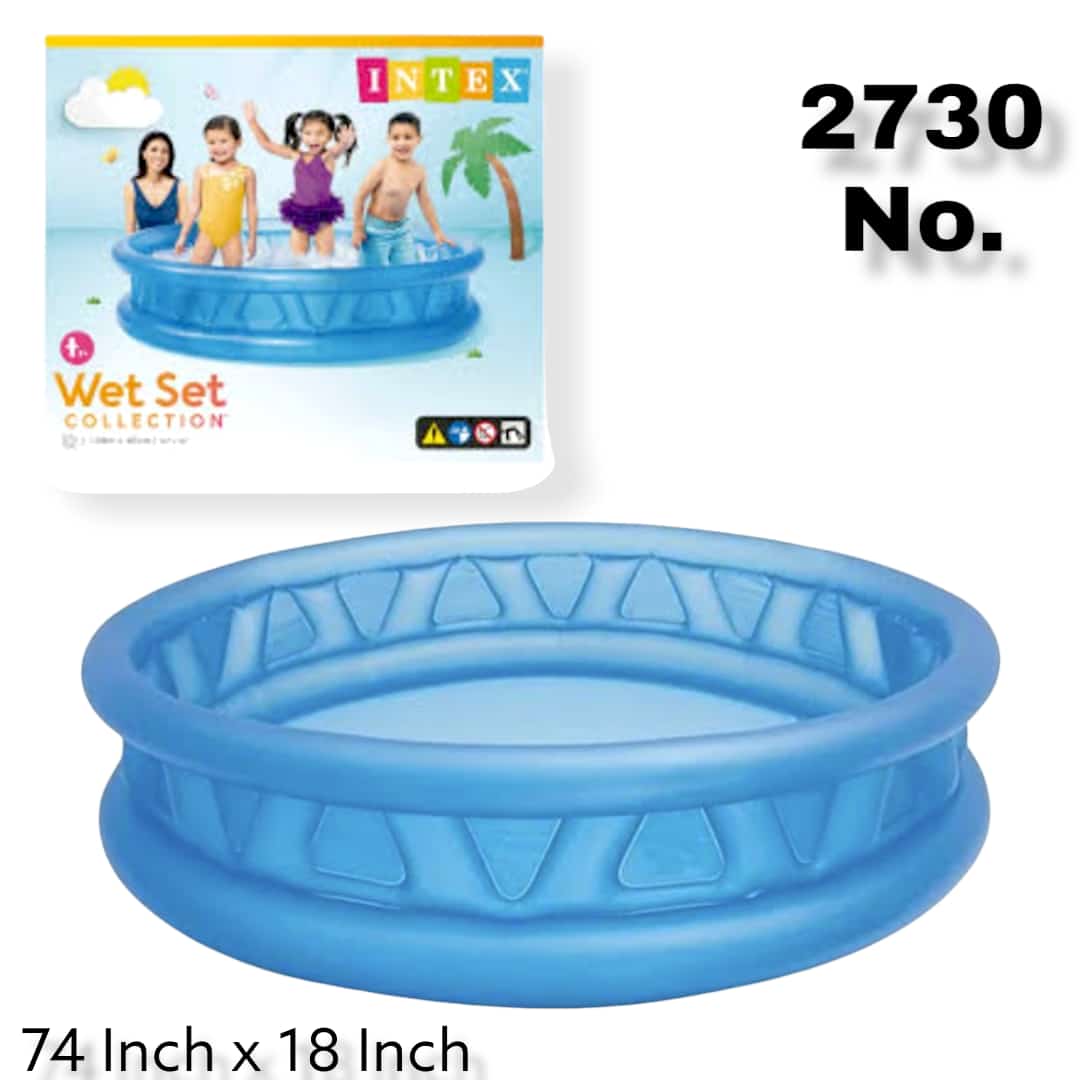 INTEX
2730
No.
Wet Set
COLLECTION
74 Inch x 18 Inch